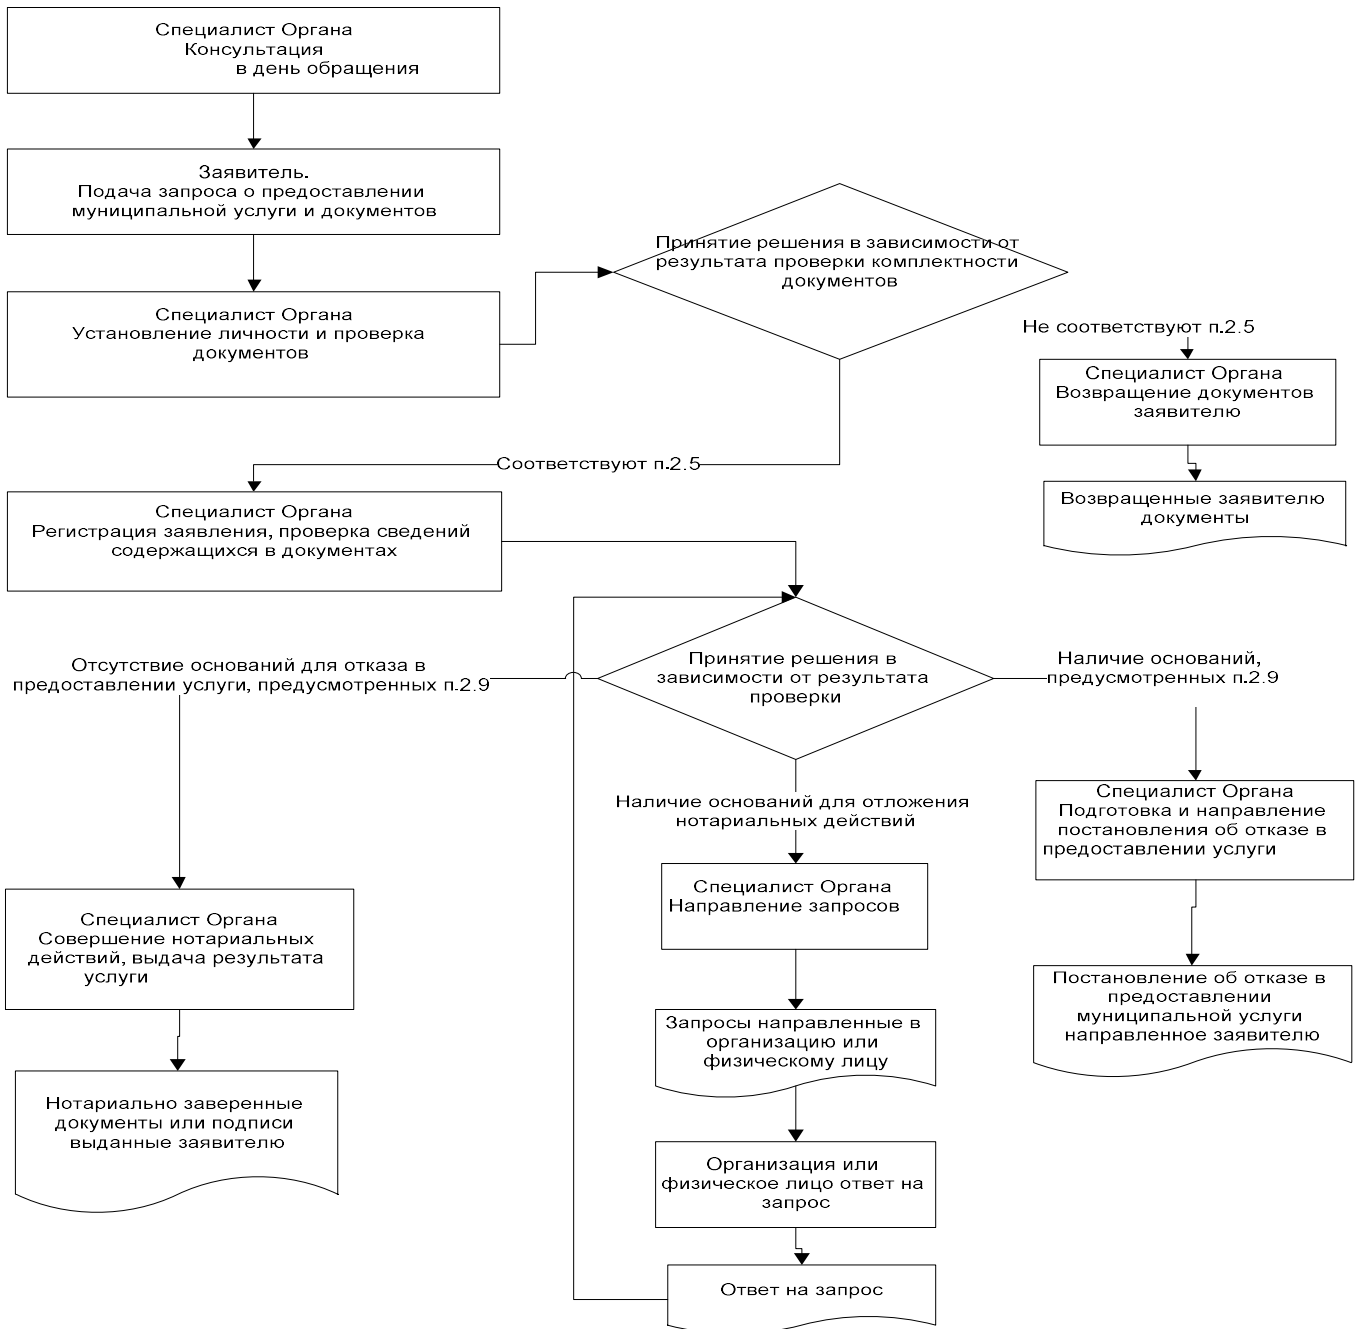 Специалист Органа
Консультация
в день обращения
Заявитель.
Подача запроса о предоставлении
муниципальной услуги и документов
Специалист Органа
Установление личности и проверка
документов
Принятие решения в зависимости от
результата проверки комплектности
документов
Не соответствуют п.2.5
Специалист Органа
Возвращение документов
заявителю
Возвращенные заявителю
документы
Соответствуют п.2.5
Специалист Органа
Регистрация заявления, проверка сведений
содержащихся в документах
Принятие решения в
зависимости от результата
проверки
Отсутствие оснований для отказа в
предоставлении услуги, предусмотренных п.2.9
Наличие оснований,
предусмотренных п.2.9
Наличие оснований для отложения
нотариальных действий
Специалист Органа
Подготовка и направление
постановления об отказе в
предоставлении услуги
Специалист Органа
Направление запросов
Специалист Органа
Совершение нотариальных
действий, выдача результата
услуги
Постановление об отказе в
предоставлении
муниципальной услуги
направленное заявителю
Запросы направленные в
организацию или
физическому лицу
Нотариально заверенные
документы или подписи
выданные заявителю
Организация или
физическое лицо ответ на
запрос
Ответ на запрос